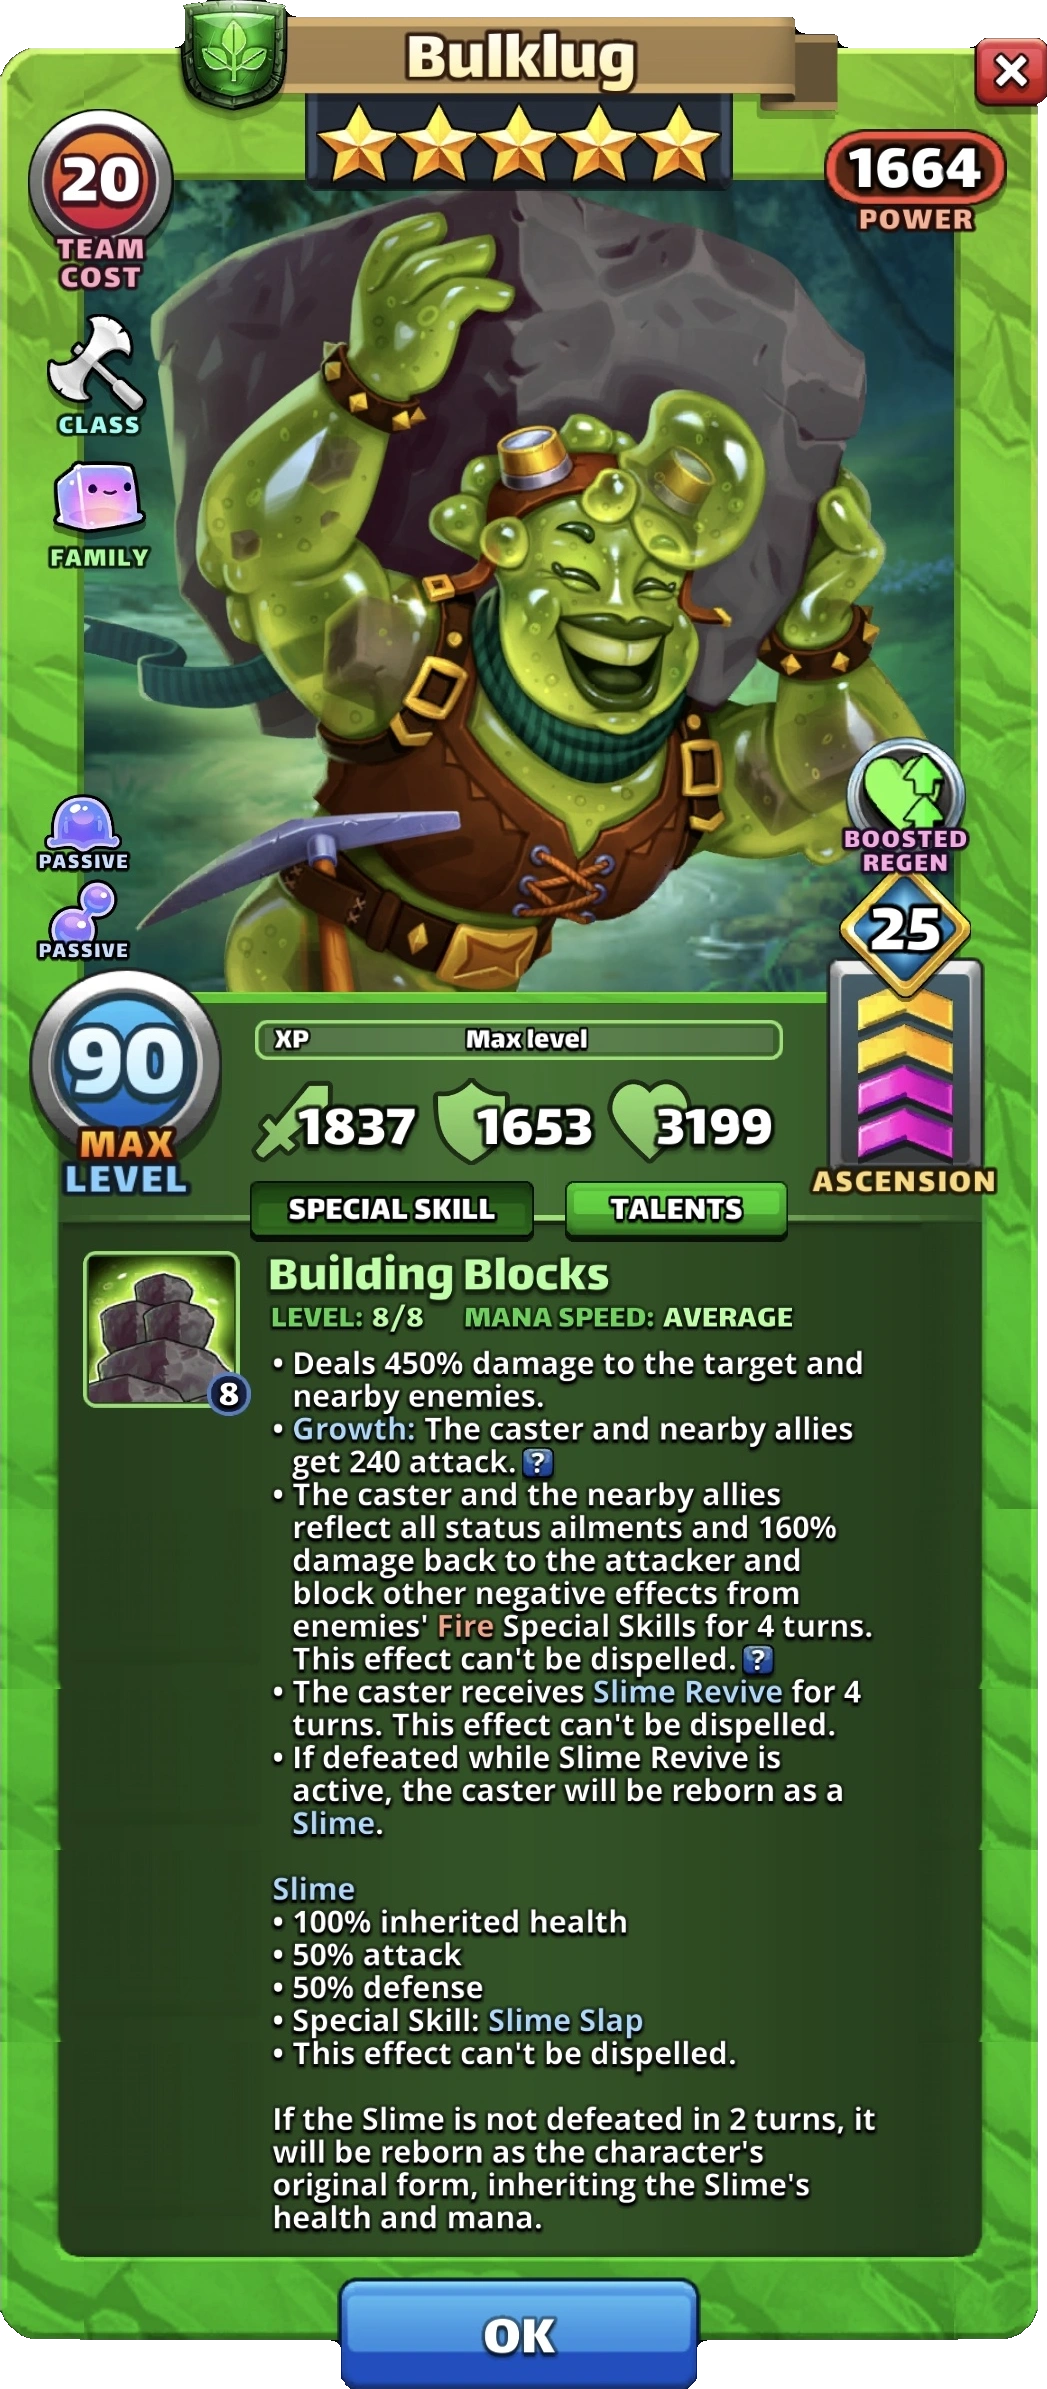 Bulklug
20
TEAM
COST
1664
POWER
CLASS
FAMILY
PASSIVE
PASSIVE
BOOSTED
REGEN
25
90
MAX
LEVEL
XP Max level
1837 1653 3199
ASCENSION
SPECIAL SKILL TALENTS
8
Building Blocks
LEVEL: 8/8 MANA SPEED: AVERAGE
• Deals 450% damage to the target and
nearby enemies.
• Growth: The caster and nearby allies
get 240 attack. ?
• The caster and the nearby allies
reflect all status ailments and 160%
damage back to the attacker and
block other negative effects from
enemies' Fire Special Skills for 4 turns.
This effect can't be dispelled. ?
• The caster receives Slime Revive for 4
turns. This effect can't be dispelled.
• If defeated while Slime Revive is
active, the caster will be reborn as a
Slime.
Slime
• 100% inherited health
• 50% attack
• 50% defense
• Special Skill: Slime Slap
• This effect can't be dispelled.
If the Slime is not defeated in 2 turns, it
will be reborn as the character's
original form, inheriting the Slime's
health and mana.
OK